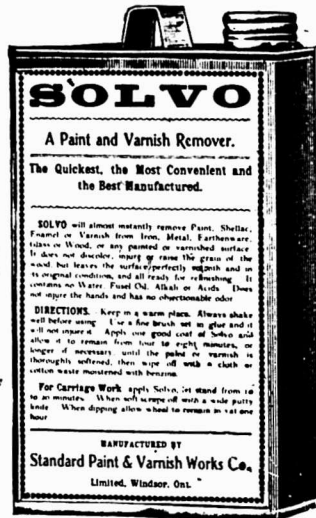 SOLVO
A Paint and Varnish Remover.
The Quickest, the Most Convenient and
the Best Manufactured.
SOLVO will almost instantly remove Paint, Shellac,
Enamel or Varnish from Iron, Metal, Earthenware,
Glass or Wood, or any painted or varnished surface
It does not discolor, injure or raise the grain of the
wood, but leaves the surface perfectly smooth and in
its original condition, and all ready for refinishing. It
contains no Water, Fusel Oil, Alkali or Acids. Does
not injure the hands and has no objectionable odor
DIRECTIONS. Keep in a warm place. Always shake
well before using. Use a fine brush set in glue and it
will not injure it. Apply one good coat of Solvo and
allow it to remain from four to eight minutes, or
longer if necessary, until the paint or varnish is
thoroughly softened, then wipe off with a cloth or
cotton waste moistened with benzine.
For Carriage Work apply Solvo, let stand from 10
to 20 minutes. When soft scrape off with a wide putty
knife. When dipping allow wheel to remain in vat one
hour
MANUFACTURED BY
Standard Paint & Varnish Works Co.,
Limited, Windsor, Ont.